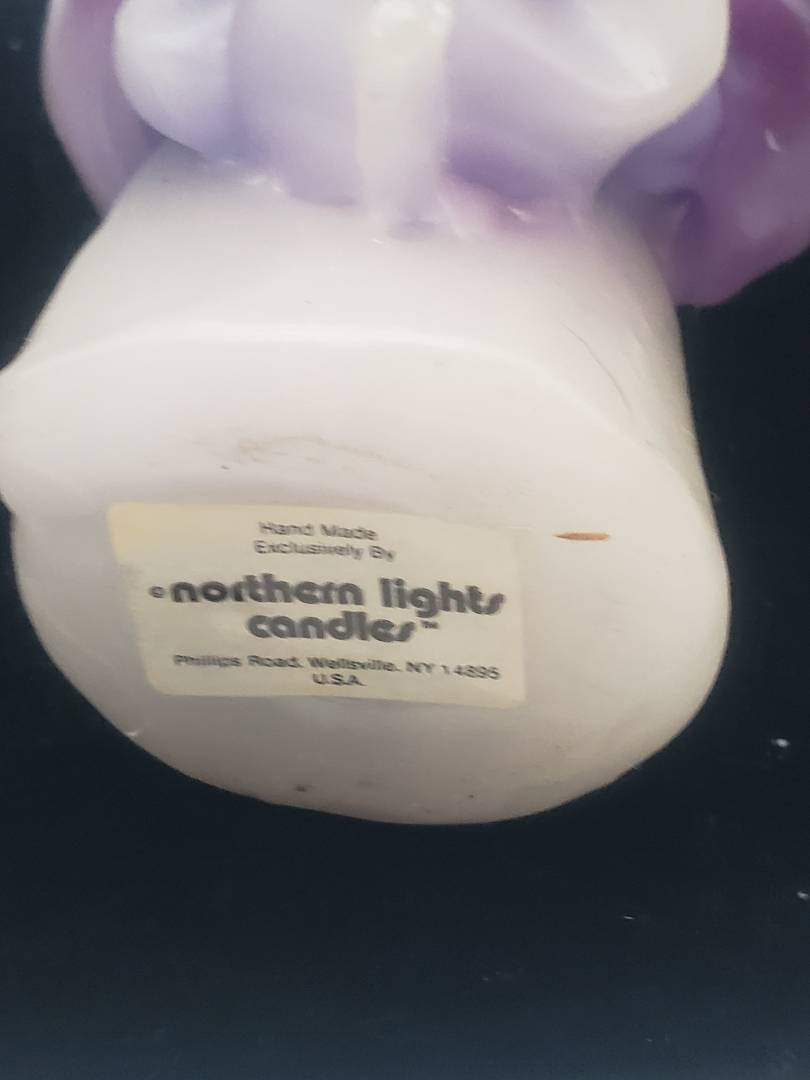 Hand Made
Exclusively By
©northern lights
candles™
Phillips Road, Wellsville, NY 14895
U.S.A.